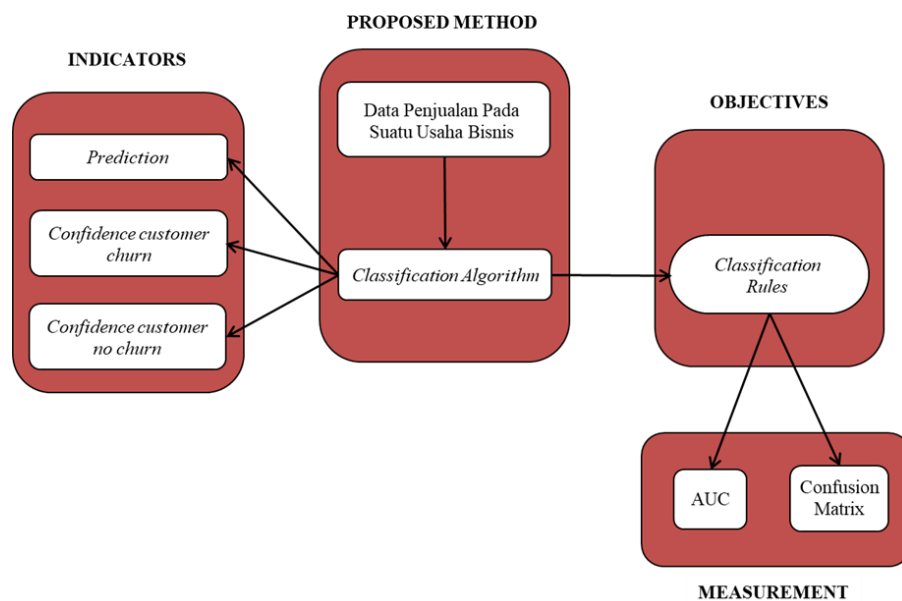 PROPOSED METHOD
INDICATORS
OBJECTIVES
Data Penjualan Pada
Suatu Usaha Bisnis
Prediction
Confidence customer
churn
Classification Algorithm
Classification
Rules
Confidence customer
no churn
AUC
Confusion
Matrix
MEASUREMENT